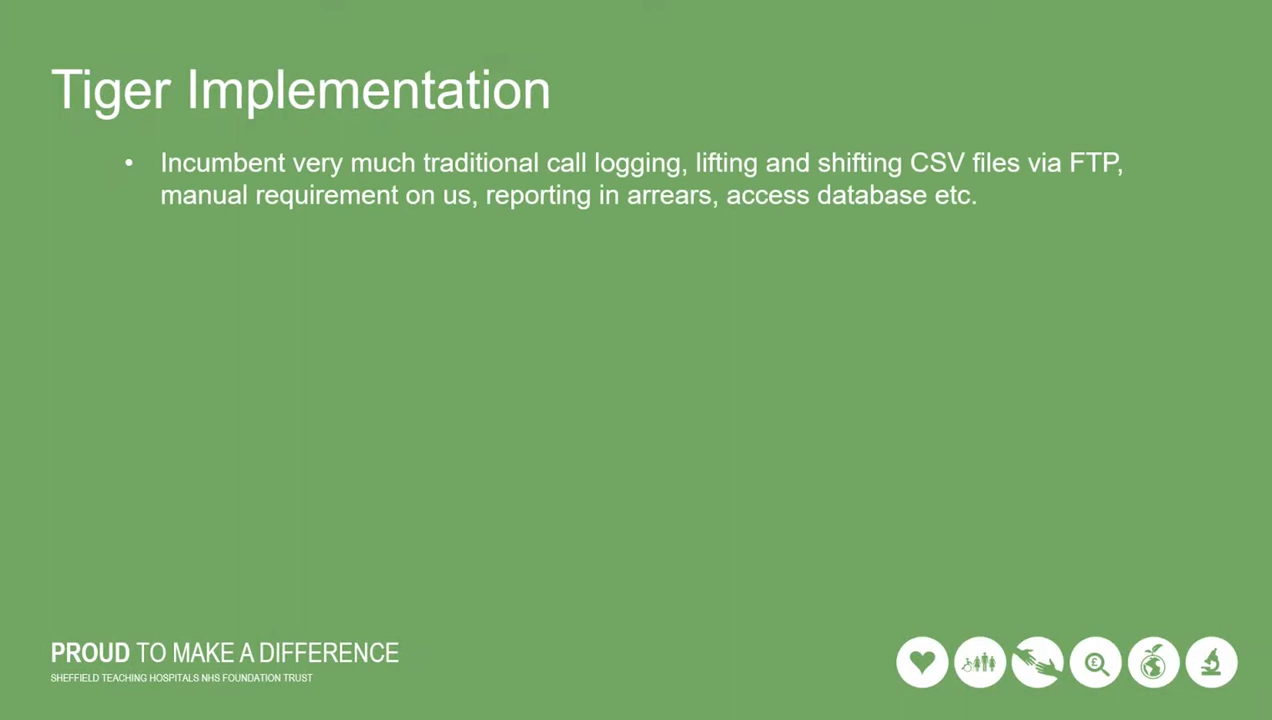 Tiger Implementation
• Incumbent very much traditional call logging, lifting and shifting CSV files via FTP,
manual requirement on us, reporting in arrears, access database etc.
PROUD TO MAKE A DIFFERENCE
SHEFFIELD TEACHING HOSPITALS NHS FOUNDATION TRUST
£